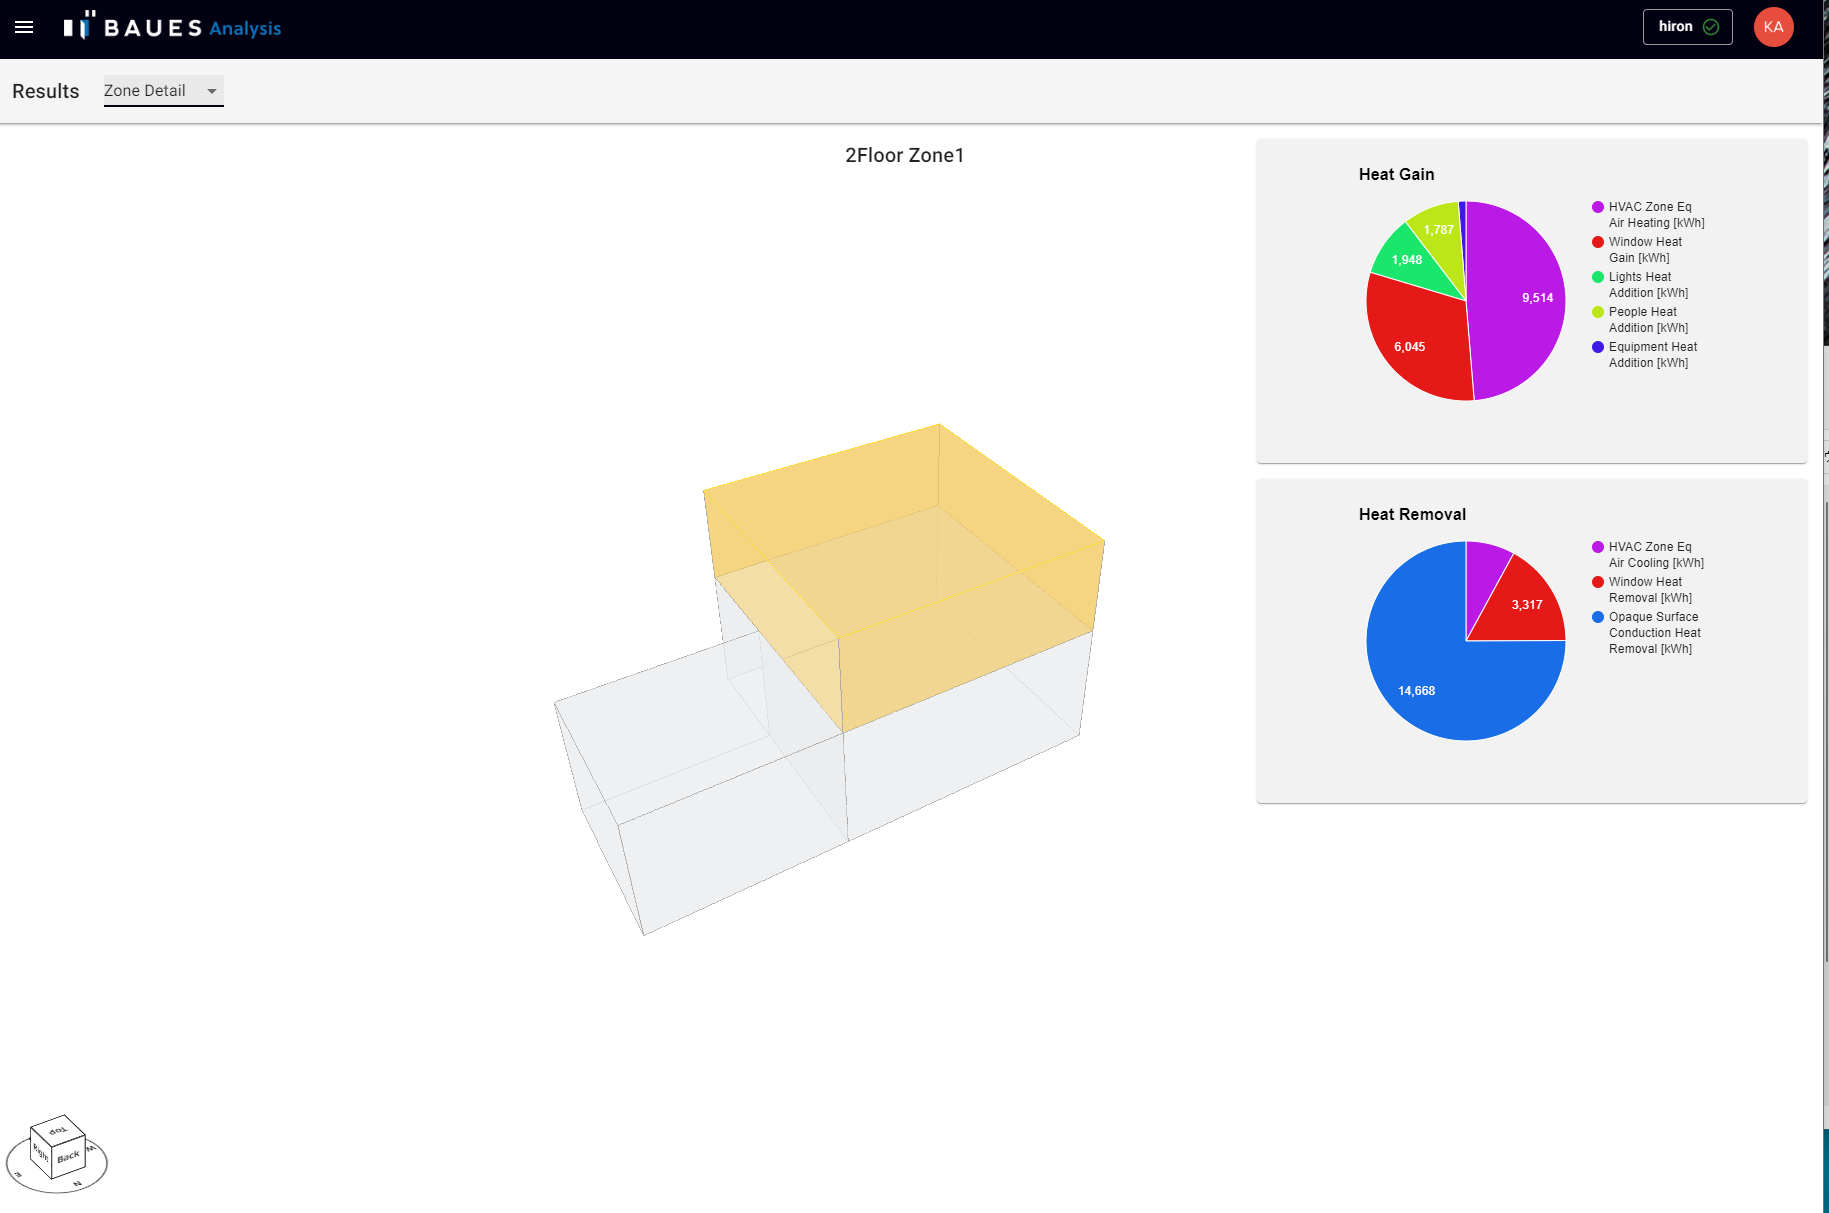 BAUES Analysis
hiron
KA
Results
Zone Detail
2Floor Zone1
Heat Gain
1,787
1,948
9,514
6,045
HVAC Zone Eq
Air Heating [kWh]
Window Heat
Gain [kWh]
Lights Heat
Addition [kWh]
People Heat
Addition [kWh]
Equipment Heat
Addition [kWh]
Heat Removal
3,317
14,668
HVAC Zone Eq
Air Cooling [kWh]
Window Heat
Removal [kWh]
Opaque Surface
Conduction Heat
Removal [kWh]
Top
Right
Back
W
E
N